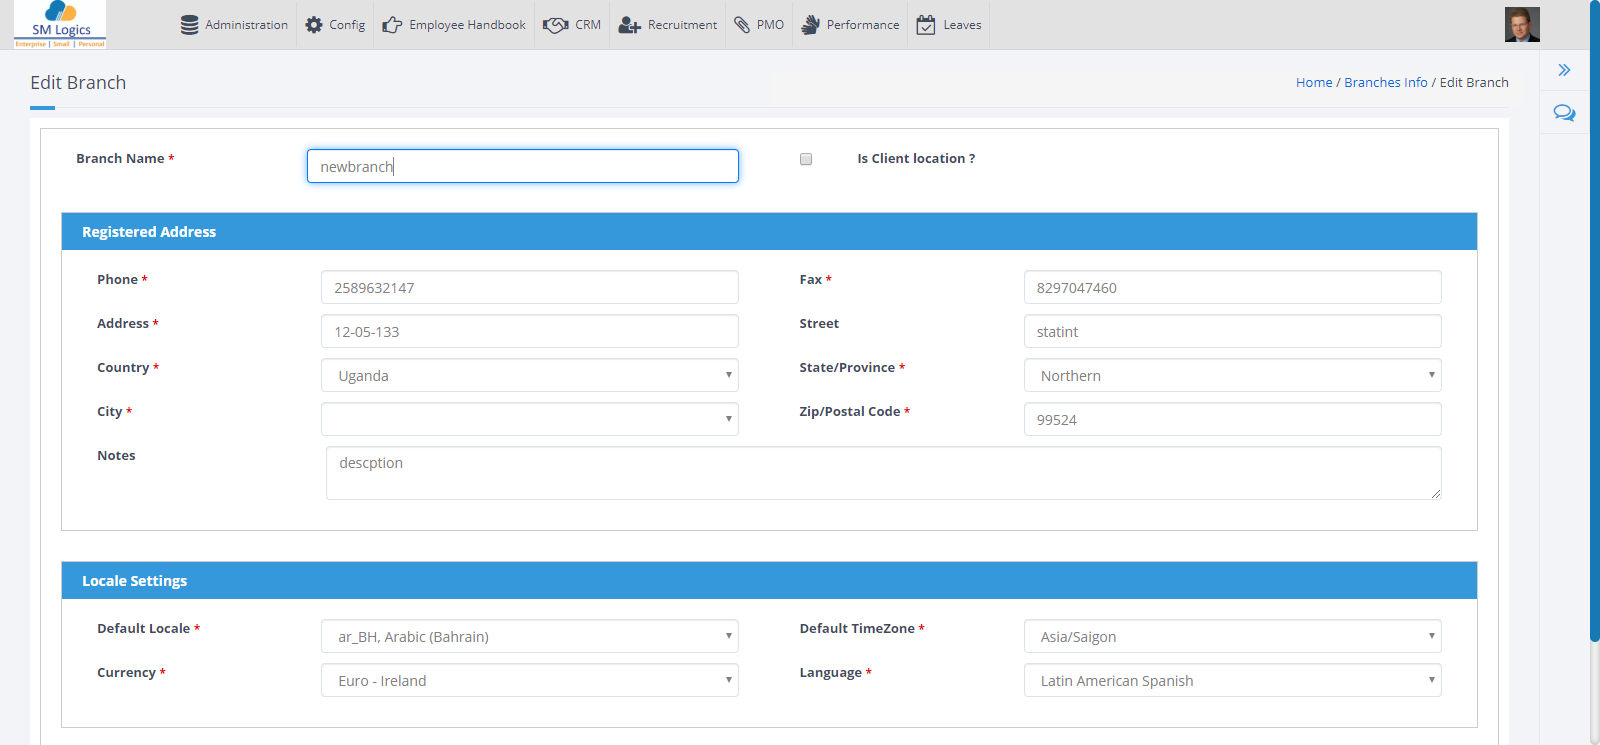 SM Logics
Enterprise | Small | Personal
Administration
Config
Employee Handbook
CRM
Recruitment
PMO
Performance
Leaves
Edit Branch
Home / Branches Info / Edit Branch
Branch Name *
newbranch
Is Client location ?
Registered Address
Phone *
2589632147
Fax *
8297047460
Address *
12-05-133
Street
statint
Country *
Uganda
State/Province *
Northern
City *
Zip/Postal Code *
99524
Notes
descption
Locale Settings
Default Locale *
ar_BH, Arabic (Bahrain)
Default TimeZone *
Asia/Saigon
Currency *
Euro - Ireland
Language *
Latin American Spanish